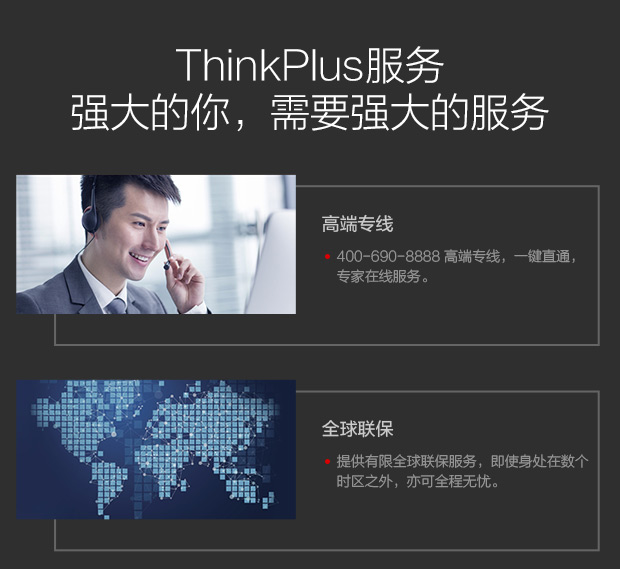 ThinkPlus服务
强大的你，需要强大的服务
高端专线
400-690-8888 高端专线，一键直通，
专家在线服务。
全球联保
提供有限全球联保服务，即使身处在数个
时区之外，亦可全程无忧。